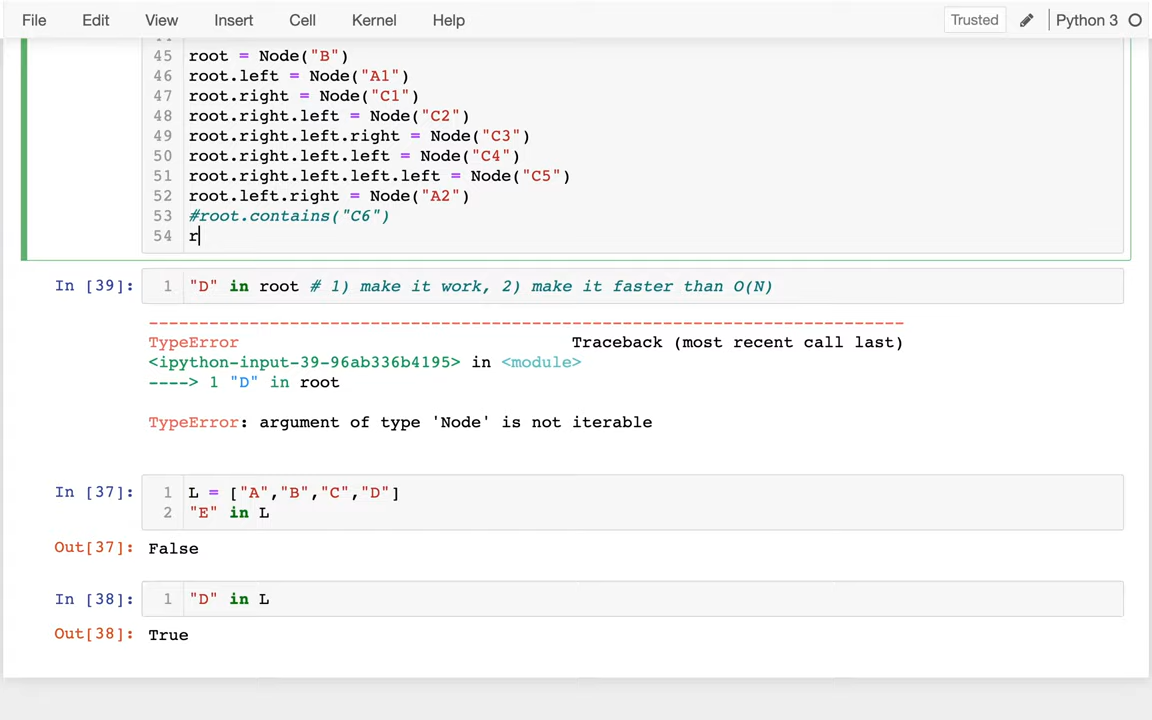 File Edit View Insert Cell Kernel Help Trusted Python 3
45 root = Node("B")
46 root.left = Node("A1")
47 root.right = Node("C1")
48 root.right.left = Node("C2")
49 root.right.left.right = Node("C3")
50 root.right.left.left = Node("C4")
51 root.right.left.left.left = Node("C5")
52 root.left.right = Node("A2")
53 #root.contains("C6")
54 r
In [39]: 1 "D" in root # 1) make it work, 2) make it faster than O(N)
---------------------------------------------------------------------------
TypeError Traceback (most recent call last)
<ipython-input-39-96ab336b4195> in <module>
----> 1 "D" in root
TypeError: argument of type 'Node' is not iterable
In [37]: 1 L = ["A","B","C","D"]
2 "E" in L
Out[37]: False
In [38]: 1 "D" in L
Out[38]: True